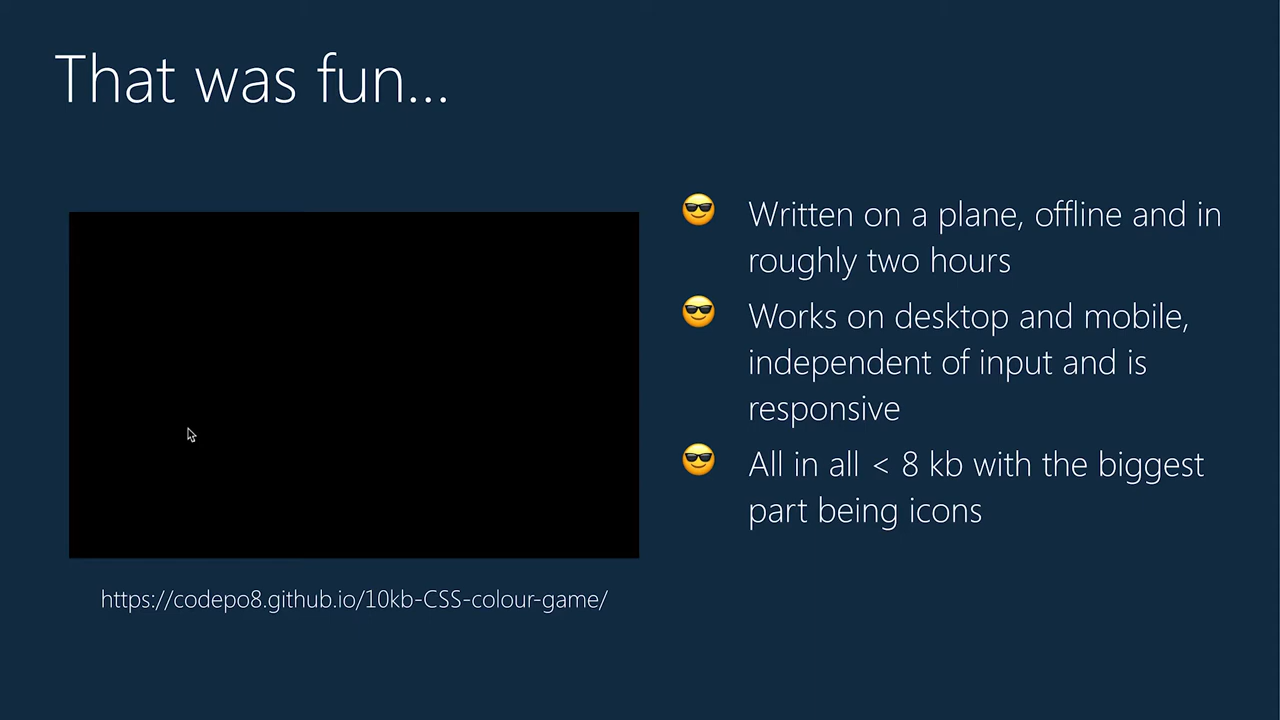 That was fun...
Written on a plane, offline and in
roughly two hours
Works on desktop and mobile,
independent of input and is
responsive
All in all < 8 kb with the biggest
part being icons
https://codepo8.github.io/10kb-CSS-colour-game/